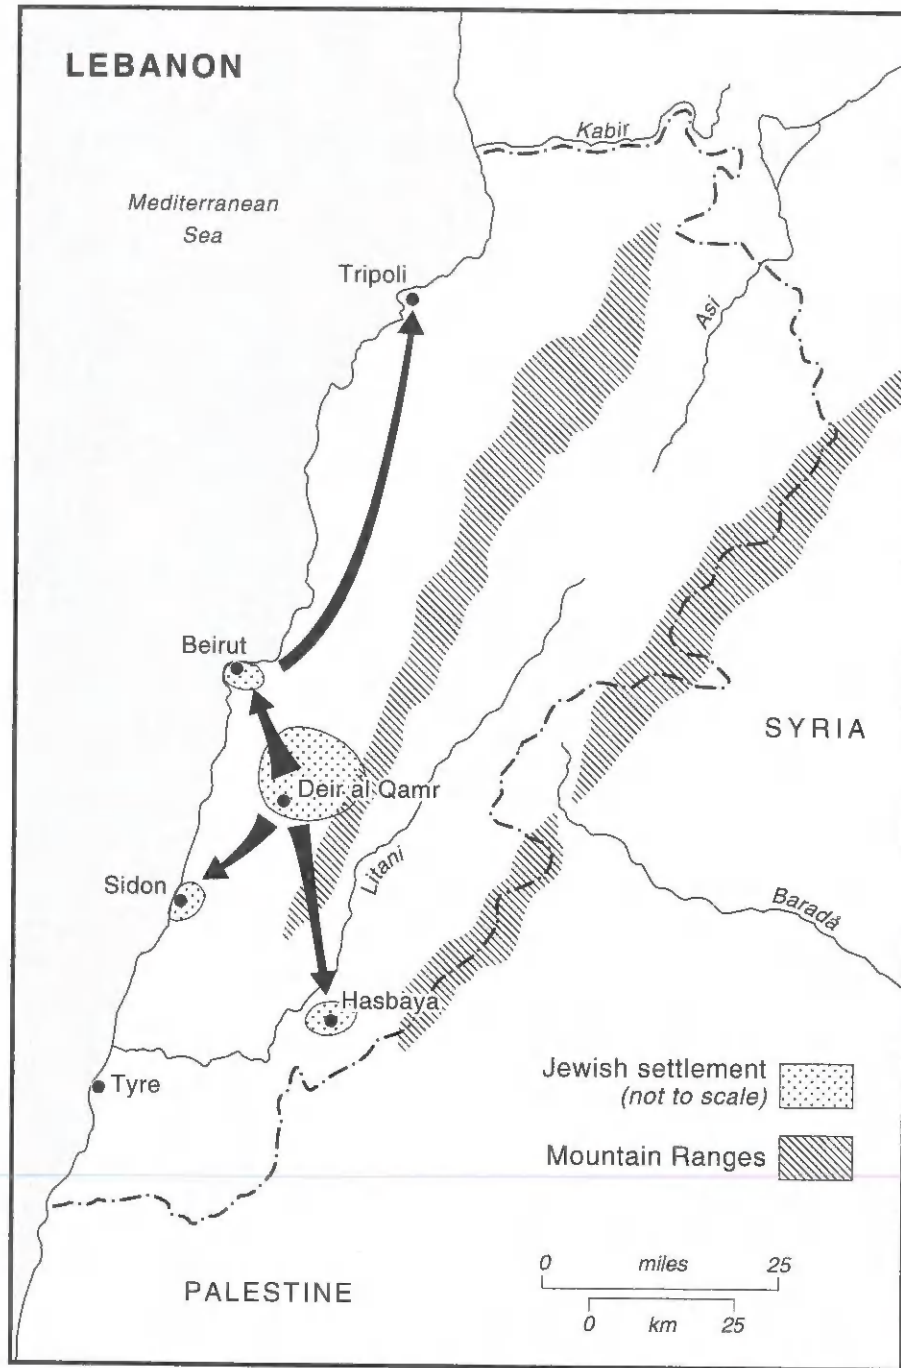 LEBANON
Kabir
Mediterranean
Sea
Tripoli
Asi
Beirut
SYRIA
Deir al Qamr
Litani
Sidon
Baradå
Hasbaya
Jewish settlement
(not to scale)
Tyre
Mountain Ranges
0 miles 25
PALESTINE
0 km 25